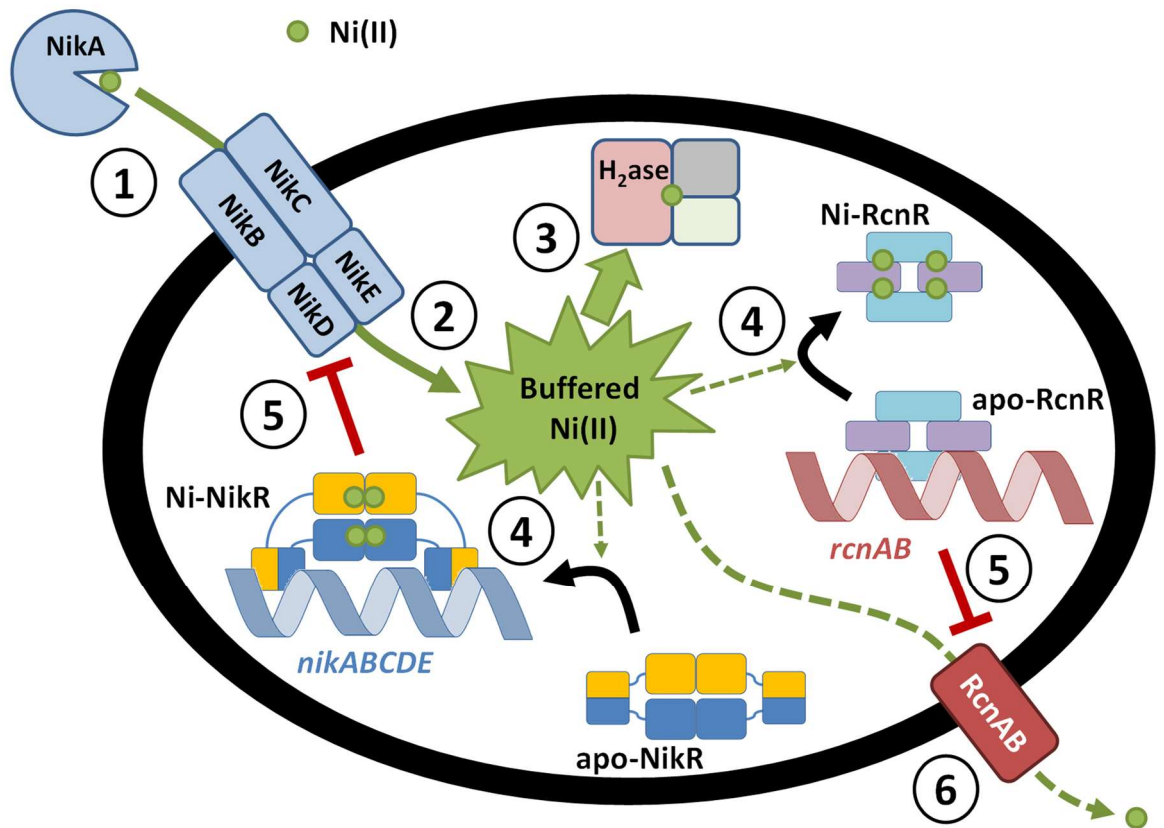 NikA
Ni(II)
1
NikC
NikB
NikE
NikD
2
H₂ase
3
Ni-RcnR
4
Buffered
Ni(II)
apo-RcnR
5
Ni-NikR
4
rcnAB
5
nikABCDE
apo-NikR
RcnAB
6